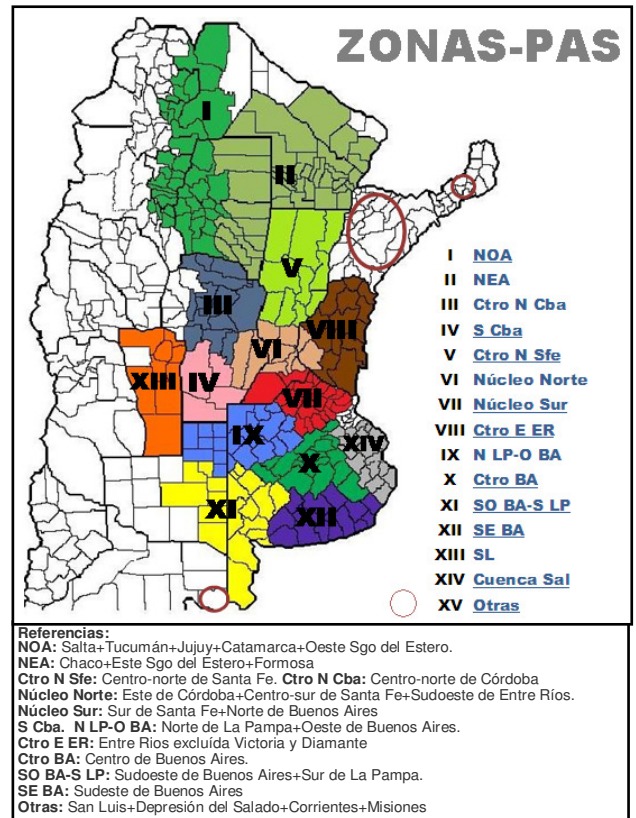 ZONAS-PAS
I
II
III
V
VI
VIII
XIII
IV
VII
IX
X
XIV
XI
XII
I NOA
II NEA
III Ctro N Cba
IV S Cba
V Ctro N Sfe
VI Núcleo Norte
VII Núcleo Sur
VIII Ctro E ER
IX N LP-O BA
X Ctro BA
XI SO BA-S LP
XII SE BA
XIII SL
XIV Cuenca Sal
XV Otras
Referencias:
NOA: Salta+Tucumán+Jujuy+Catamarca+Oeste Sgo del Estero.
NEA: Chaco+Este Sgo del Estero+Formosa
Ctro N Sfe: Centro-norte de Santa Fe. Ctro N Cba: Centro-norte de Córdoba
Núcleo Norte: Este de Córdoba+Centro-sur de Santa Fe+Sudoeste de Entre Ríos.
Núcleo Sur: Sur de Santa Fe+Norte de Buenos Aires
S Cba. N LP-O BA: Norte de La Pampa+Oeste de Buenos Aires.
Ctro E ER: Entre Rios excluída Victoria y Diamante
Ctro BA: Centro de Buenos Aires.
SO BA-S LP: Sudoeste de Buenos Aires+Sur de La Pampa.
SE BA: Sudeste de Buenos Aires
Otras: San Luis+Depresión del Salado+Corrientes+Misiones